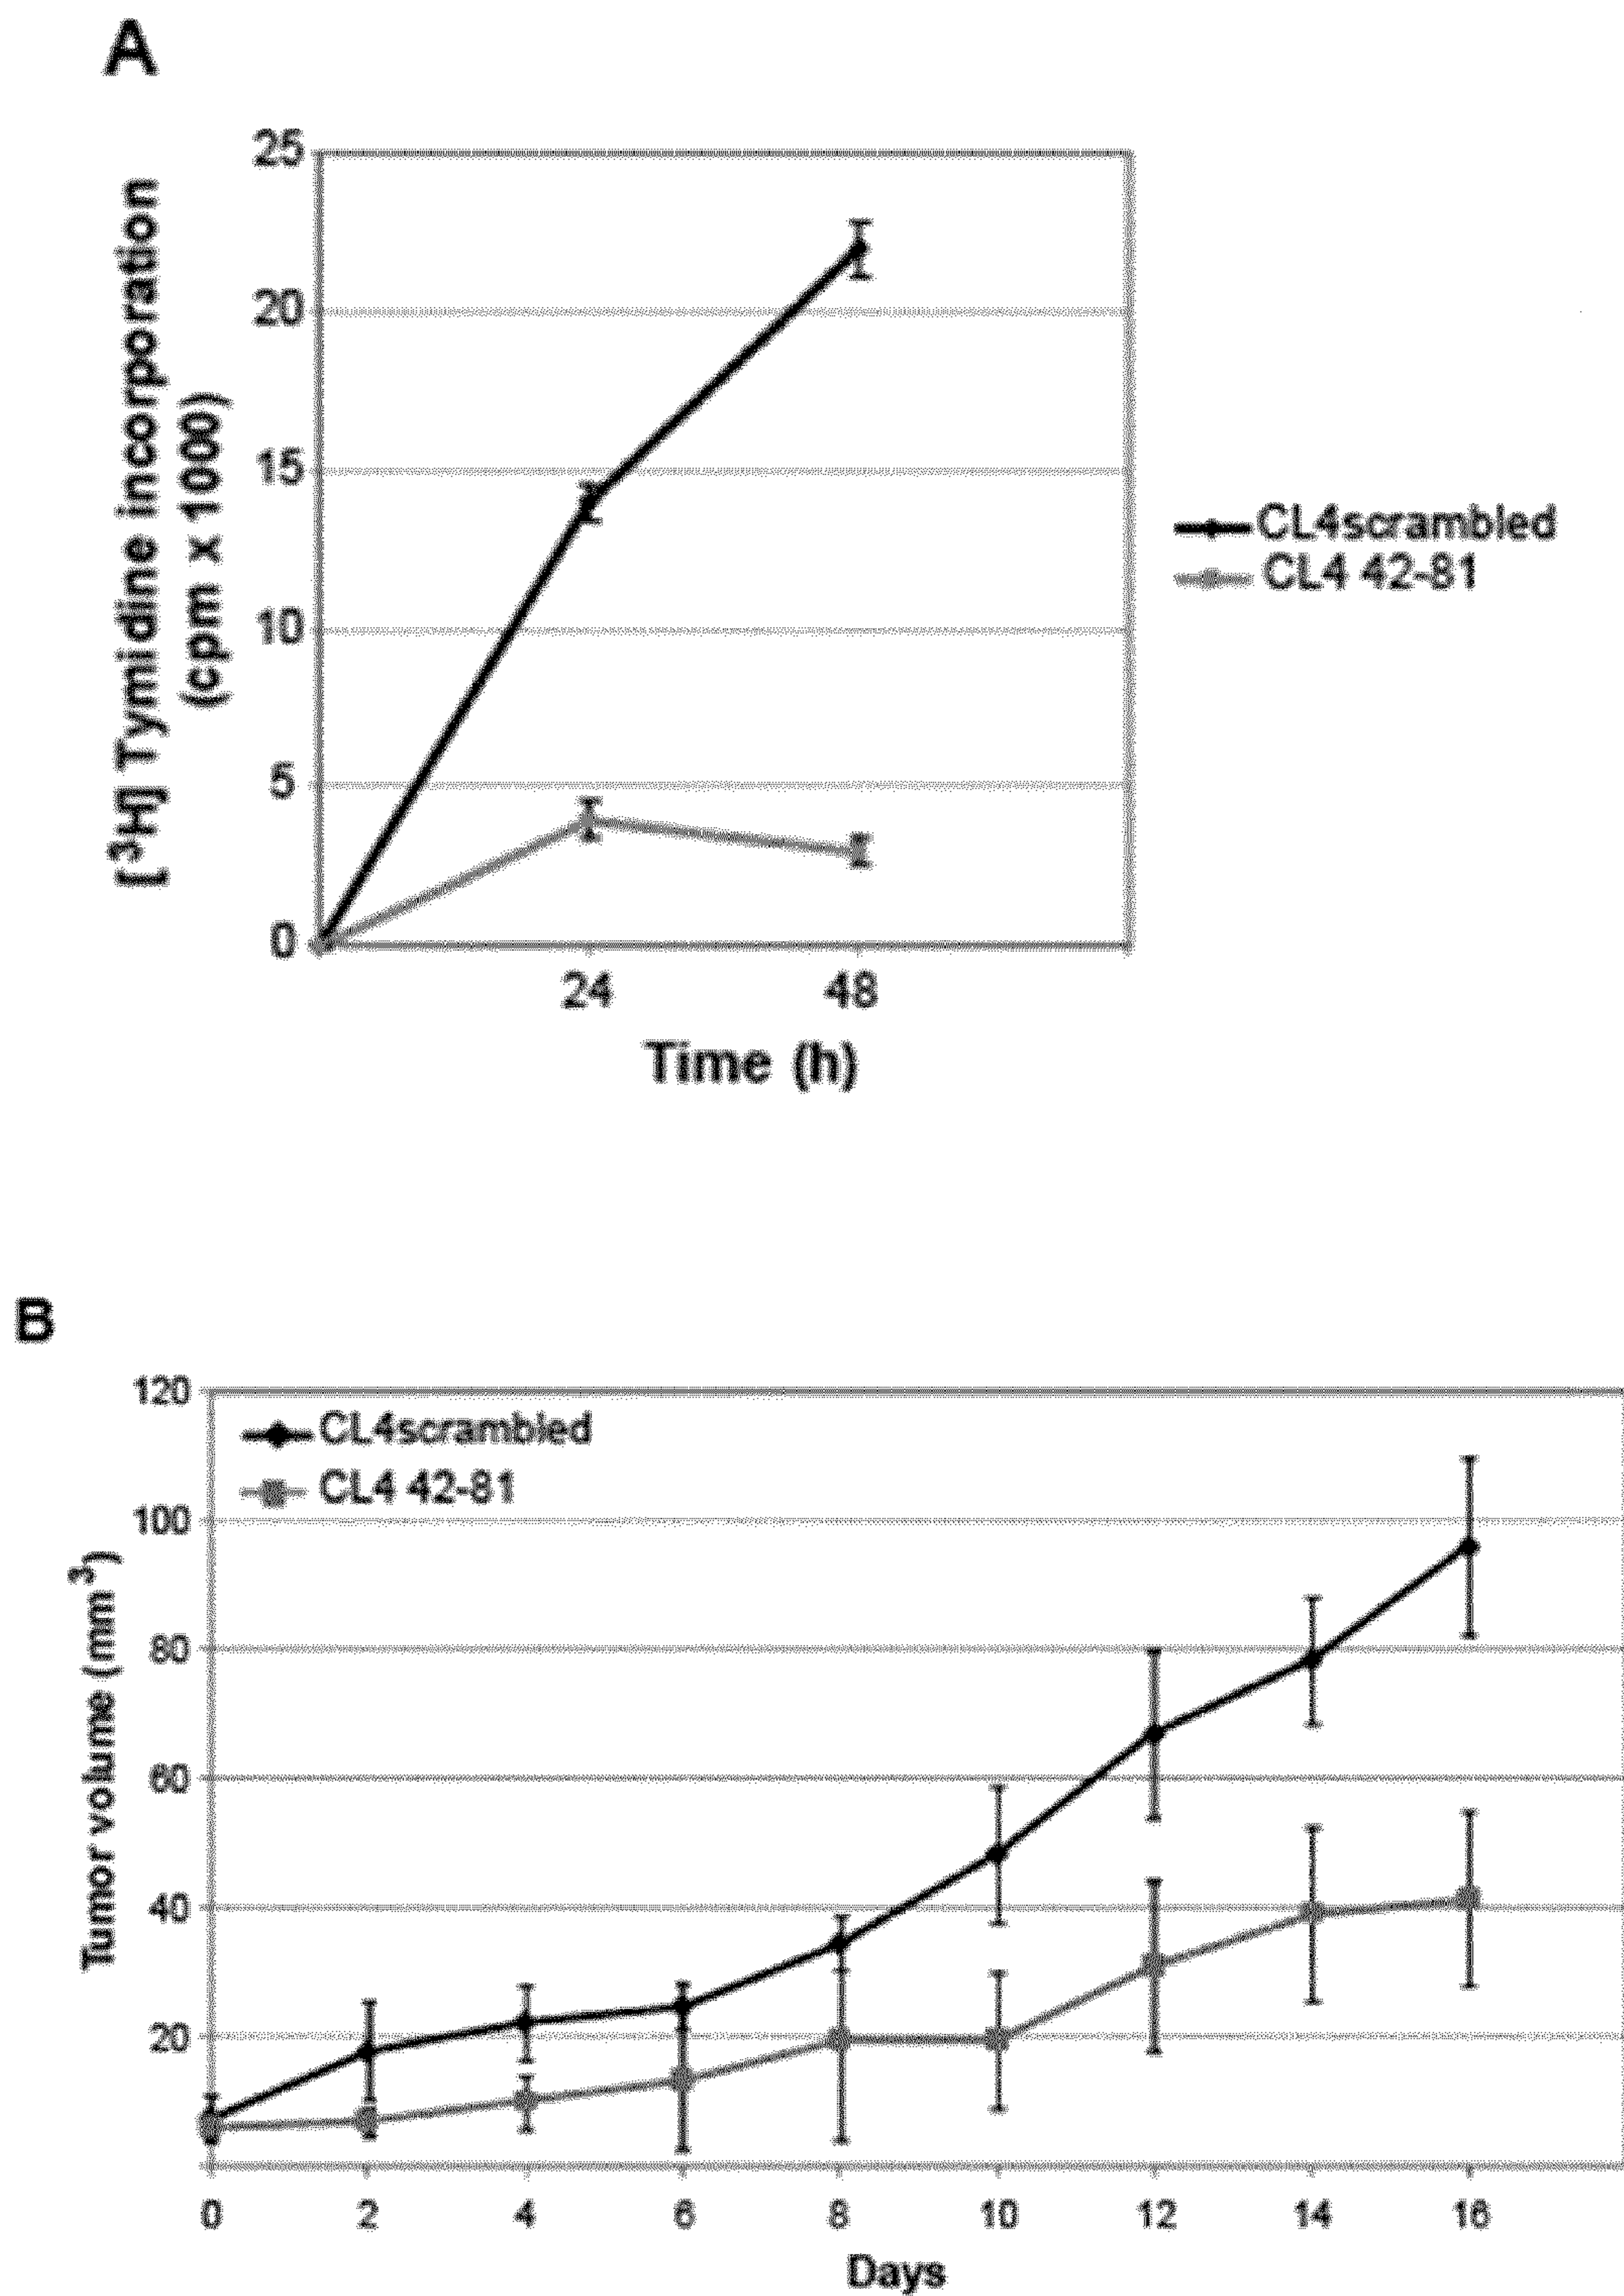 A
25
20
15
10
5
0
[³H] Tymidine incorporation
(cpm x 1000)
24
48
Time (h)
CL4scrambled
CL4 42-81
B
120
100
80
60
40
20
Tumor volume (mm³)
CL4scrambled
CL4 42-81
0
2
4
6
8
10
12
14
16
Days